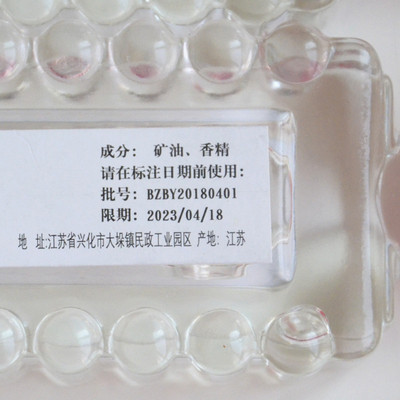 成分： 矿油、香精
请在标注日期前使用：
批号： BZBY20180401
限期： 2023/04/18
地 址:江苏省兴化市大垛镇民政工业园区 产地: 江苏